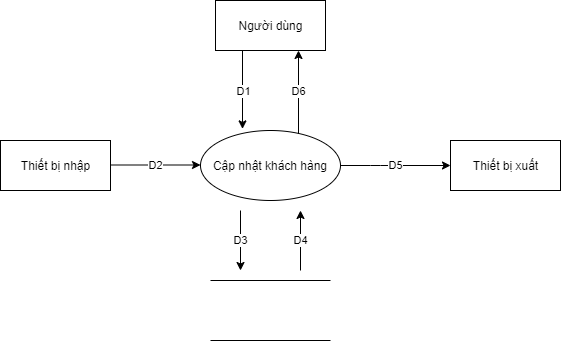 Người dùng
D1
D6
Thiết bị nhập
D2
Cập nhật khách hàng
D5
Thiết bị xuất
D3
D4